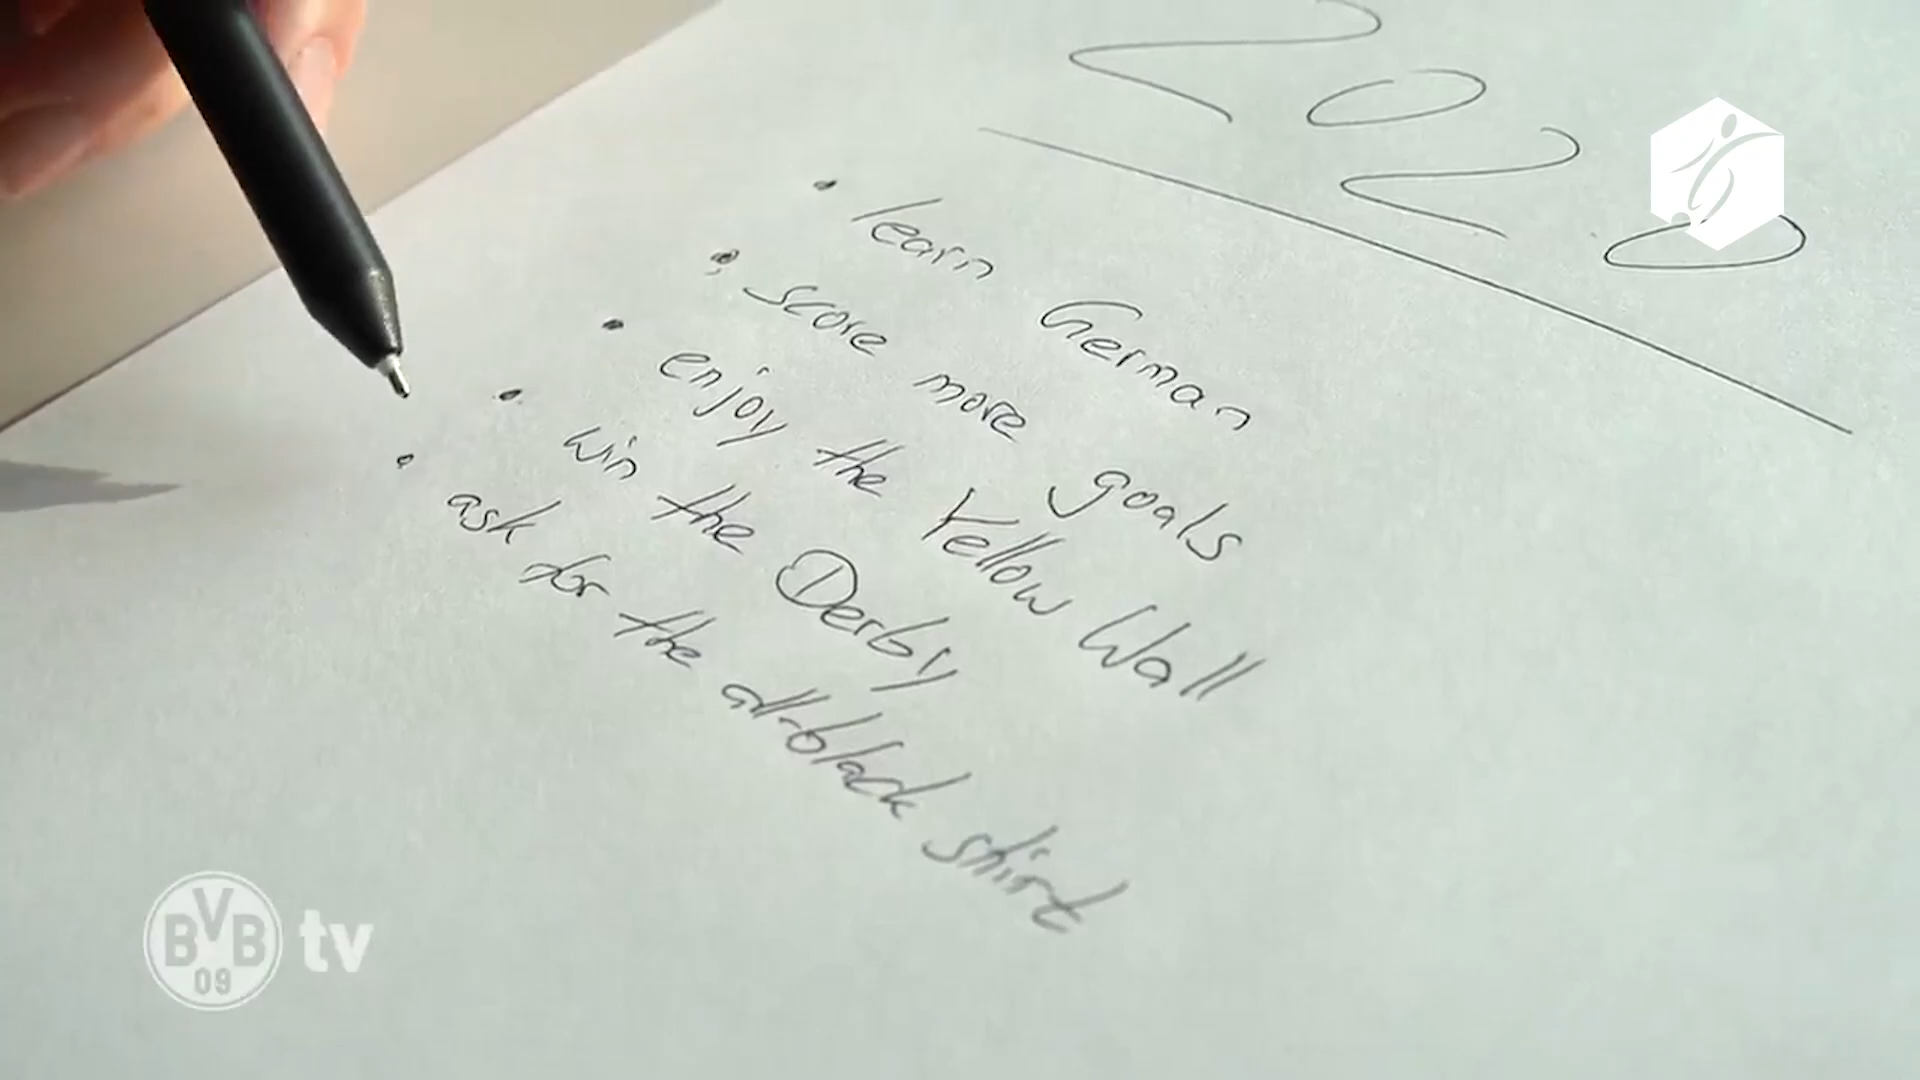 2020
• learn German
• score more goals
• enjoy the Yellow Wall
• win the Derby
• ask for the all-black shirt
BVB 09 tv